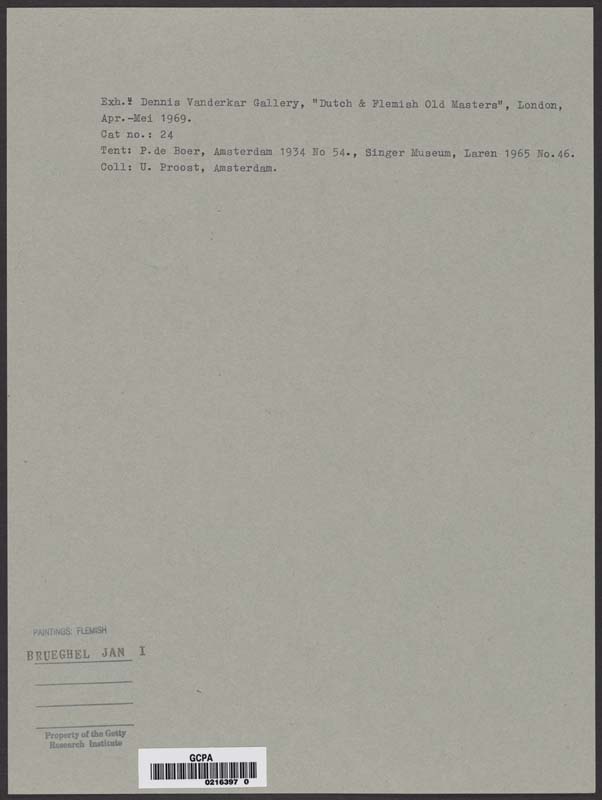 Exh." Dennis Vanderkar Gallery, "Dutch & Flemish Old Masters", London,
Apr.-Mei 1969.
Cat no.: 24
Tent: P.de Boer, Amsterdam 1934 No 54., Singer Museum, Laren 1965 No.46.
Coll: U. Proost, Amsterdam.
PAINTINGS: FLEMISH
BRUEGHEL JAN I
Property of the Getty
Research Institute
GCPA
0216397 0